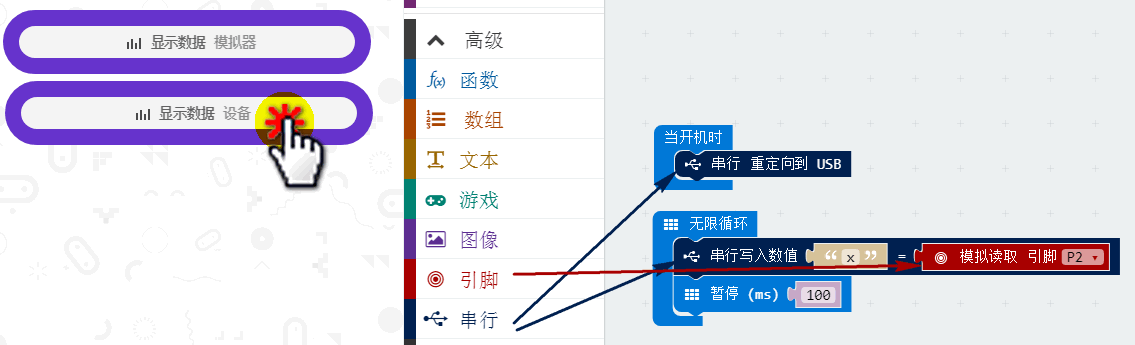 显示数据 模拟器
显示数据 设备
高级
f(x) 函数
数组
文本
游戏
图像
引脚
串行
当开机时
串行 重定向到 USB
无限循环
串行写入数值 “ x ” = 模拟读取 引脚 P2
暂停 (ms) 100